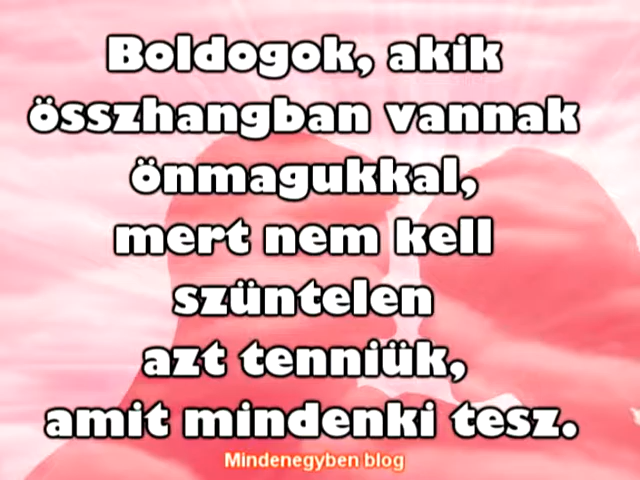 Boldogok, akik
összhangban vannak
önmagukkal,
mert nem kell
szüntelen
azt tenniük,
amit mindenki tesz.
Mindenegyben blog